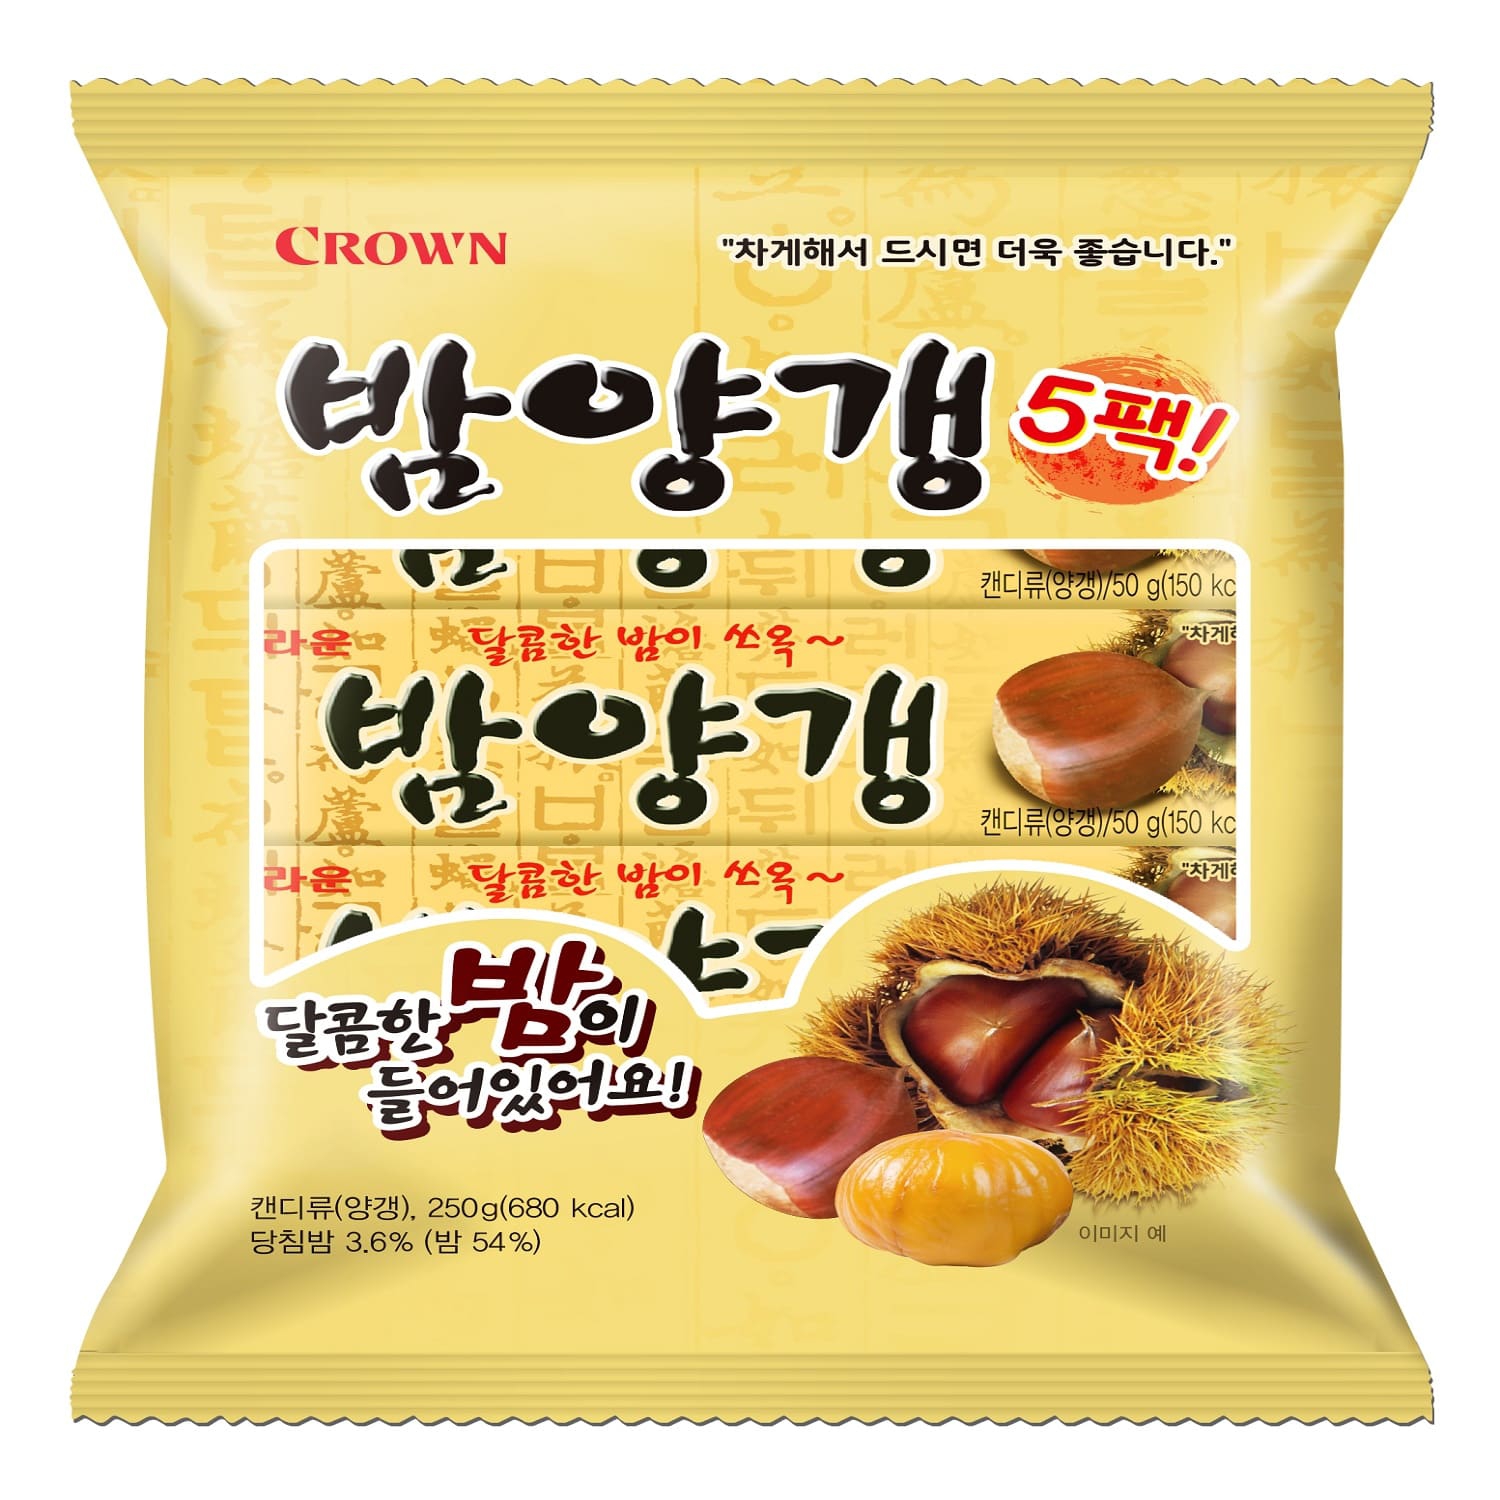 CROWN
"차게해서 드시면 더욱 좋습니다."
밤양갱
5팩!
캔디류(양갱)/50 g(150 kc
라운
달콤한 밤이 쏘옥~
"차게해
밤양갱
캔디류(양갱)/50 g(150 kc
라운
달콤한 밤이 쏘옥~
"차게해
달콤한 밤이
들어있어요!
캔디류(양갱), 250g(680 kcal)
당침밤 3.6% (밤 54%)
이미지 예